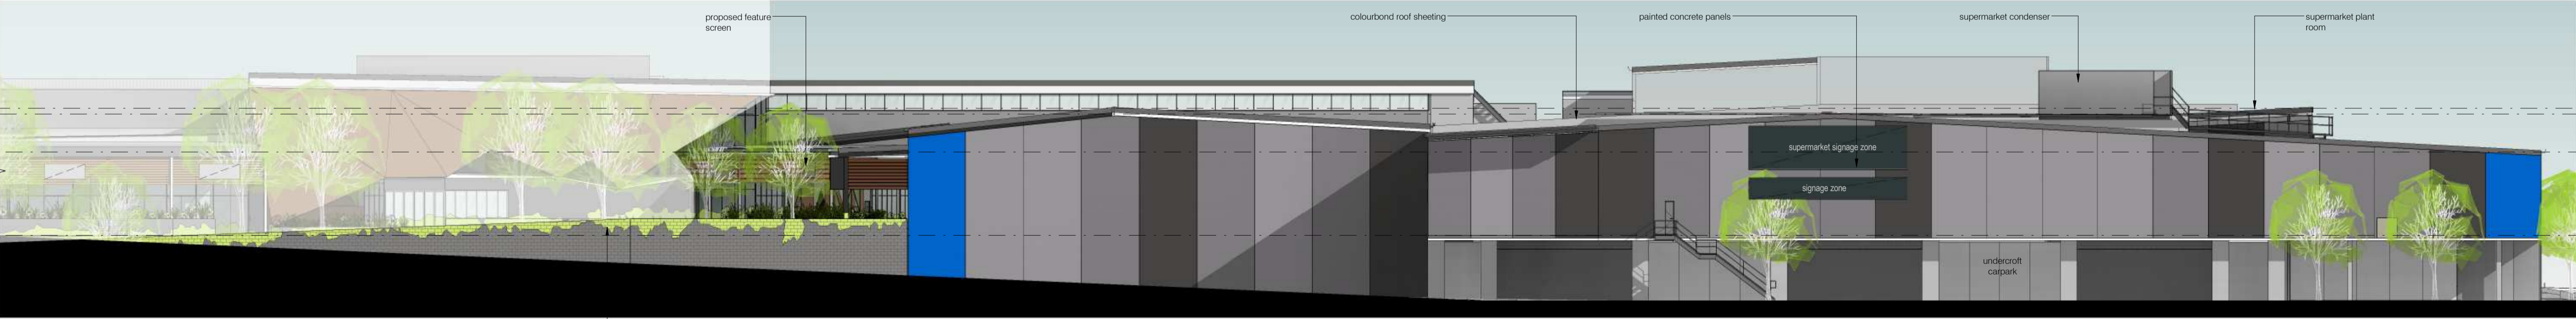 proposed feature
screen
colourbond roof sheeting
painted concrete panels
supermarket condenser
supermarket plant
room
supermarket signage zone
signage zone
undercroft
carpark